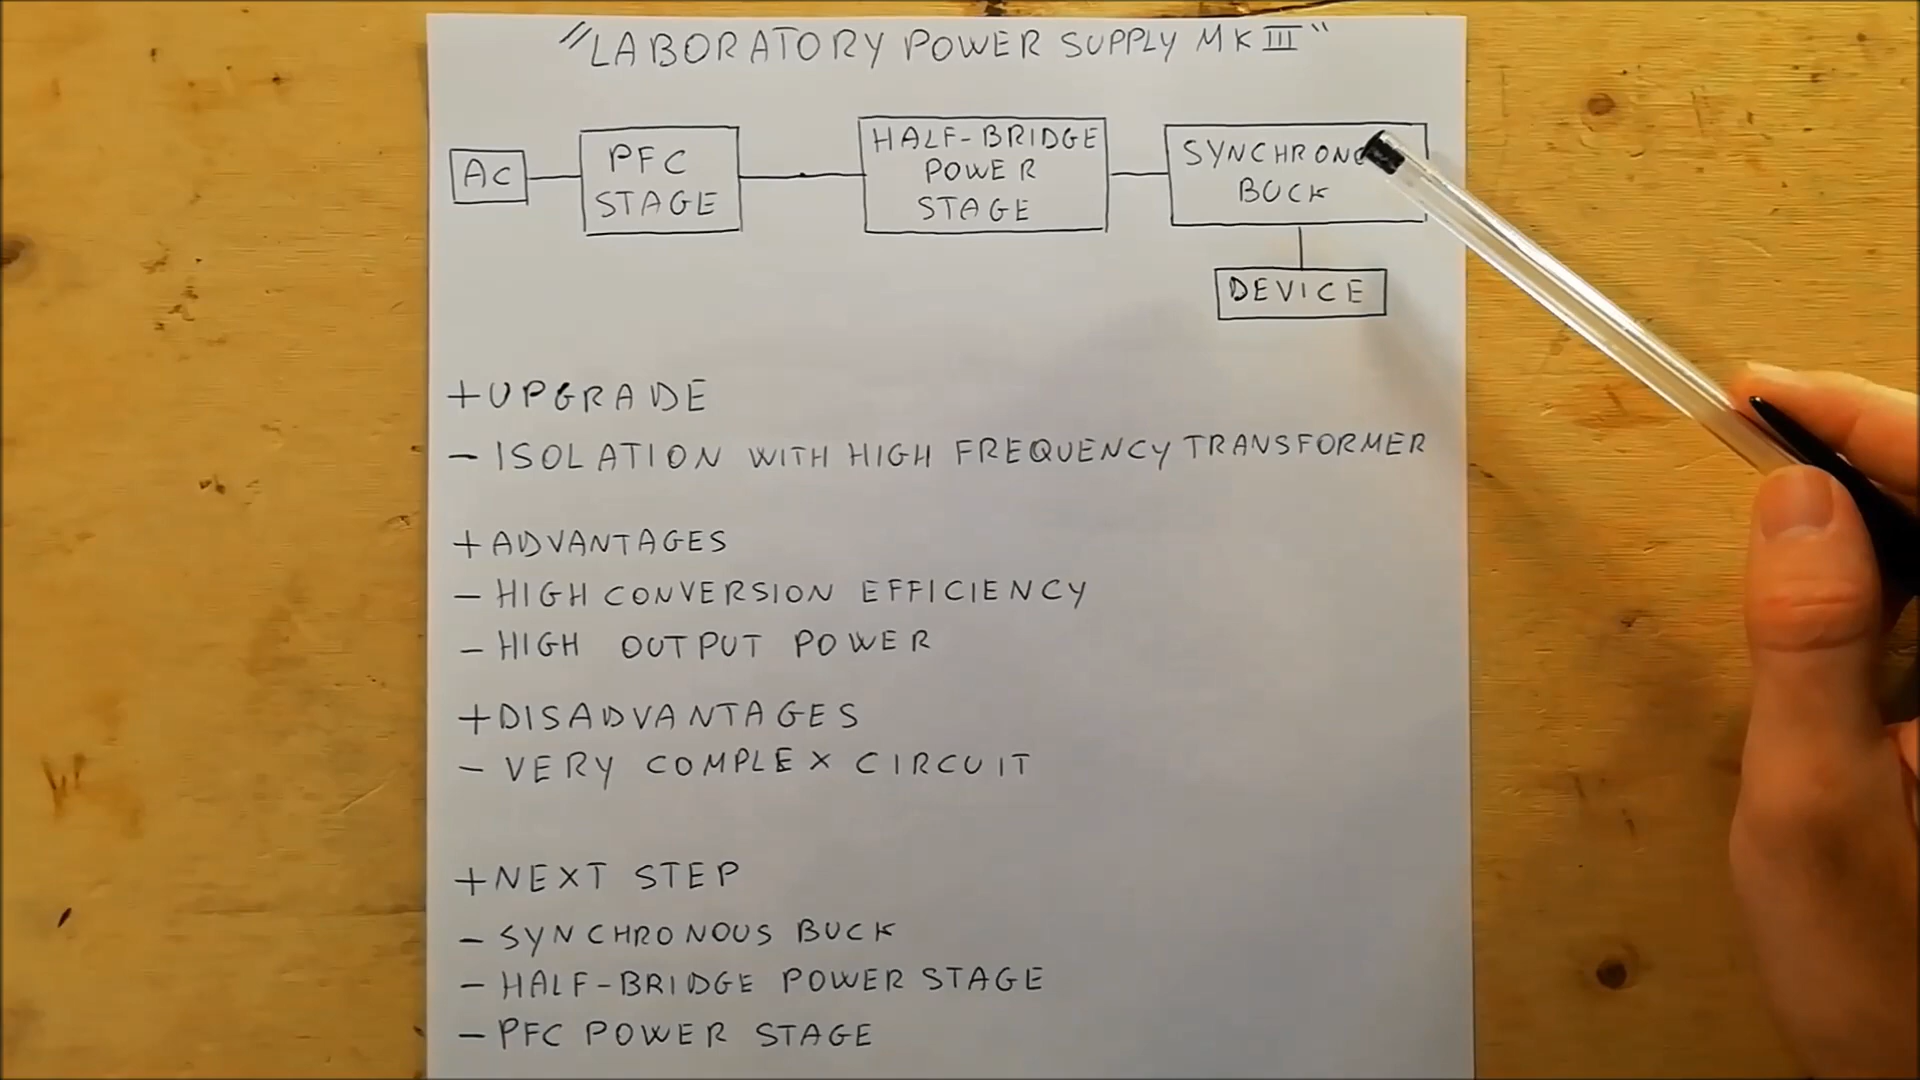 "LABORATORY POWER SUPPLY MK III"
AC
PFC
STAGE
HALF-BRIDGE
POWER
STAGE
SYNCHRONO
BUCK
DEVICE
+UPGRADE
- ISOLATION WITH HIGH FREQUENCY TRANSFORMER
+ADVANTAGES
- HIGH CONVERSION EFFICIENCY
- HIGH OUTPUT POWER
+DISADVANTAGES
- VERY COMPLEX CIRCUIT
+NEXT STEP
- SYNCHRONOUS BUCK
- HALF-BRIDGE POWER STAGE
- PFC POWER STAGE